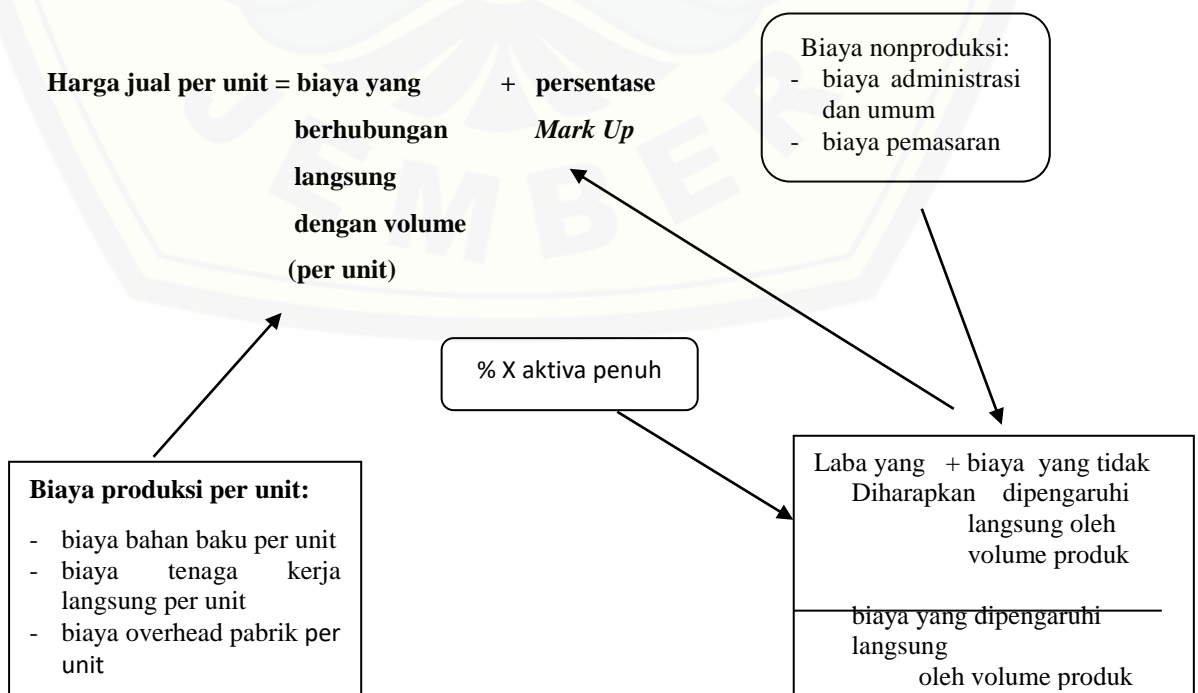 Harga jual per unit = biaya yang + persentase
berhubungan Mark Up
langsung
dengan volume
(per unit)
Biaya nonproduksi:
- biaya administrasi
dan umum
- biaya pemasaran
JEMBER
% X aktiva penuh
Biaya produksi per unit:
- biaya bahan baku per unit
- biaya tenaga kerja
langsung per unit
- biaya overhead pabrik per
unit
Laba yang + biaya yang tidak
Diharapkan dipengaruhi
langsung oleh
volume produk
biaya yang dipengaruhi
langsung
oleh volume produk